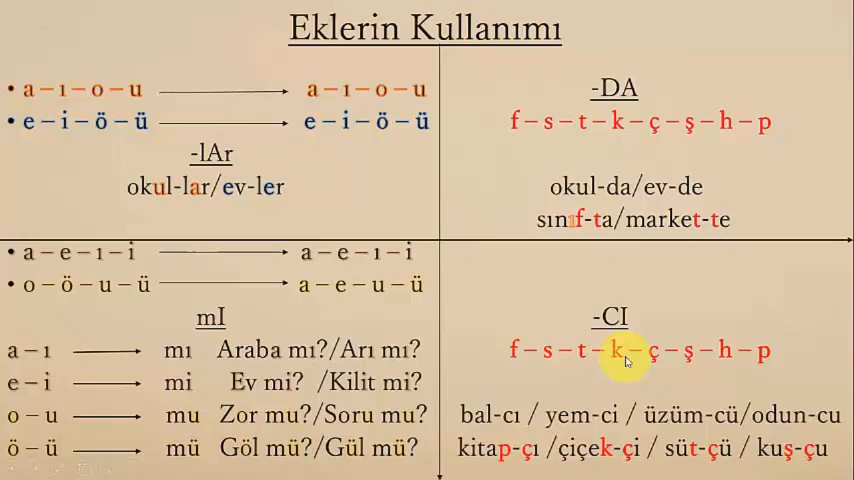 Eklerin Kullanımı
• a – ı – o – u → a – ı – o – u
• e – i – ö – ü → e – i – ö – ü
-lAr
okul-lar/ev-ler
-DA
f – s – t – k – ç – ş – h – p
okul-da/ev-de
sınıf-ta/market-te
• a – e – ı – i → a – e – ı – i
• o – ö – u – ü → a – e – u – ü
mI
a – ı → mı Araba mı?/Arı mı?
e – i → mi Ev mi? /Kilit mi?
o – u → mu Zor mu?/Soru mu?
ö – ü → mü Göl mü?/Gül mü?
-CI
f – s – t – k – ç – ş – h – p
bal-cı / yem-ci / üzüm-cü/odun-cu
kitap-çı /çiçek-çi / süt-çü / kuş-çu